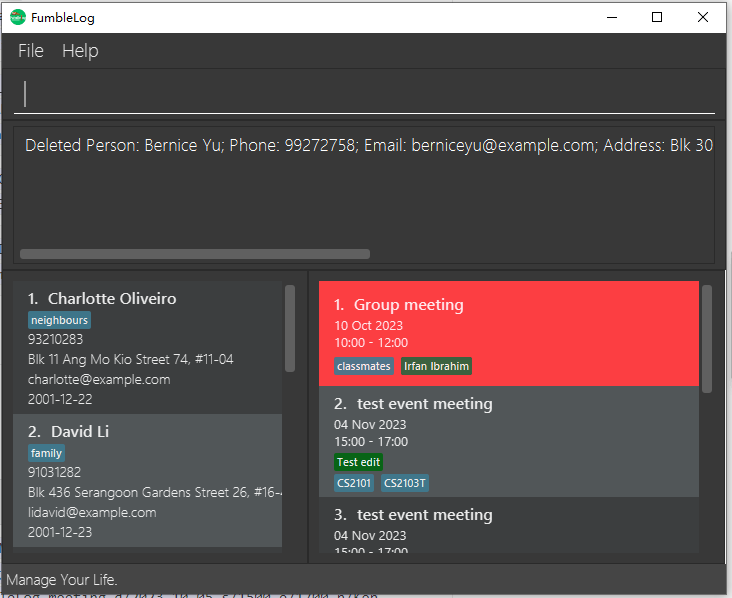 FumbleLog
File Help
Deleted Person: Bernice Yu; Phone: 99272758; Email: berniceyu@example.com; Address: Blk 30
1. Charlotte Oliveiro
neighbours
93210283
Blk 11 Ang Mo Kio Street 74, #11-04
charlotte@example.com
2001-12-22
2. David Li
family
91031282
Blk 436 Serangoon Gardens Street 26, #16-
lidavid@example.com
2001-12-23
1. Group meeting
10 Oct 2023
10:00 - 12:00
classmates Irfan Ibrahim
2. test event meeting
04 Nov 2023
15:00 - 17:00
Test edit
CS2101 CS2103T
3. test event meeting
04 Nov 2023
15:00 - 17:00
Manage Your Life.